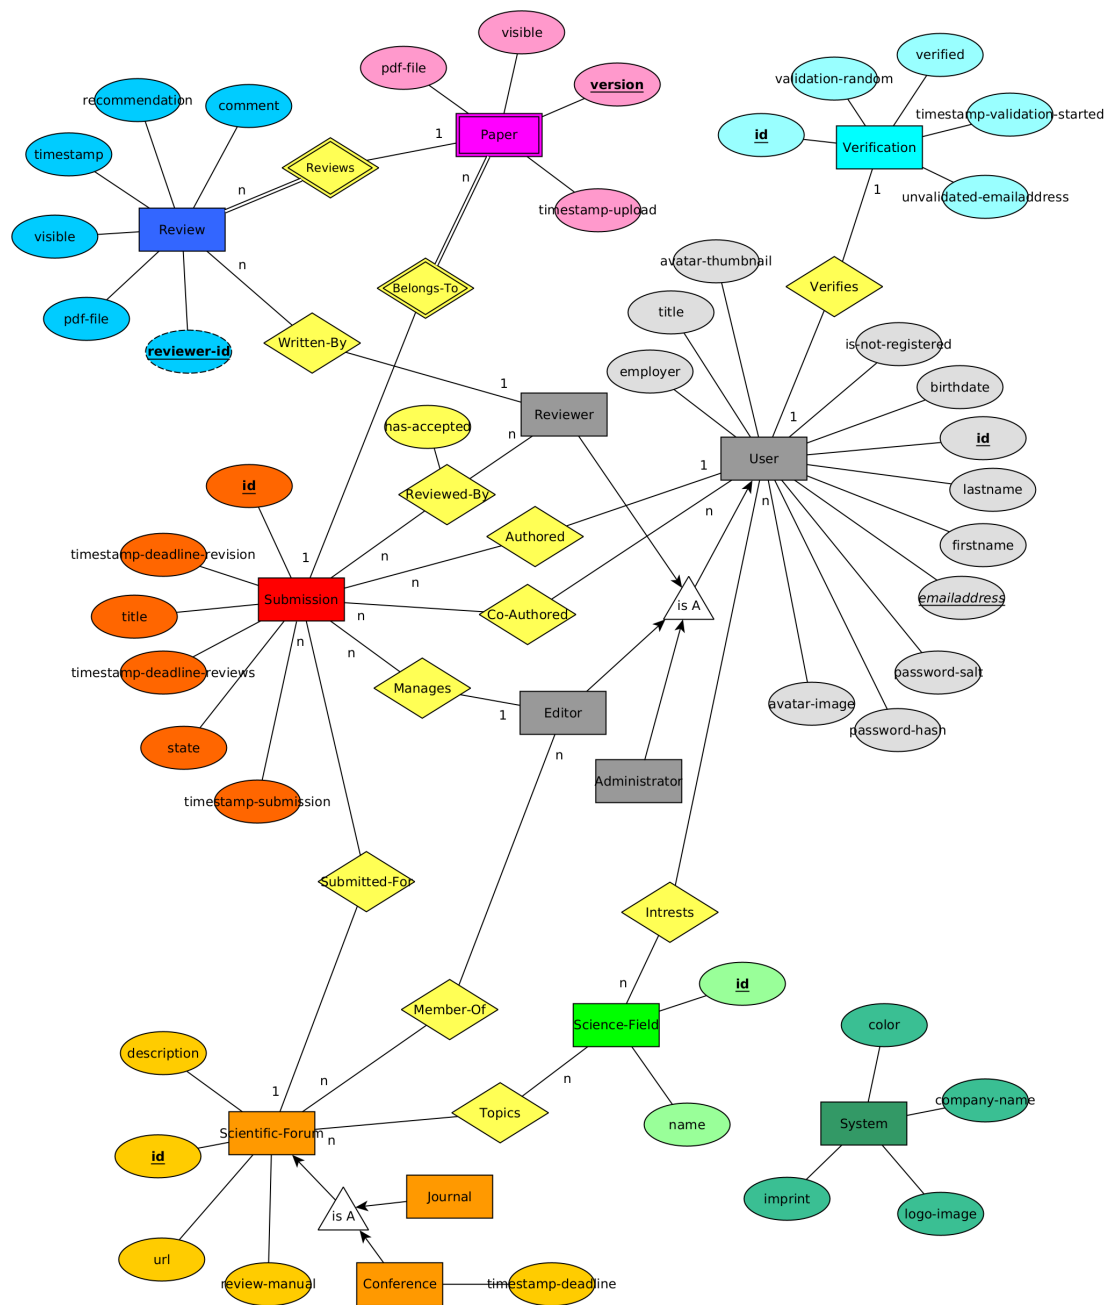 visible
pdf-file
version
Paper
timestamp-upload
verified
validation-random
timestamp-validation-started
id
Verification
unvalidated-emailaddress
recommendation
comment
timestamp
visible
Review
pdf-file
reviewer-id
Reviews
1
n
n
n
1
Belongs-To
Written-By
1
Verifies
avatar-thumbnail
title
employer
is-not-registered
birthdate
1
id
User
lastname
firstname
emailaddress
password-salt
password-hash
avatar-image
Reviewer
n
has-accepted
Reviewed-By
n
1
Authored
n
n
Co-Authored
n
n
is A
id
timestamp-deadline-revision
1
Submission
title
timestamp-deadline-reviews
state
timestamp-submission
n
n
Manages
1
Editor
n
Administrator
Submitted-For
Intrests
n
Member-Of
n
1
Science-Field
id
name
n
Topics
n
description
Scientific-Forum
id
url
review-manual
is A
Journal
Conference
timestamp-deadline
color
company-name
System
imprint
logo-image